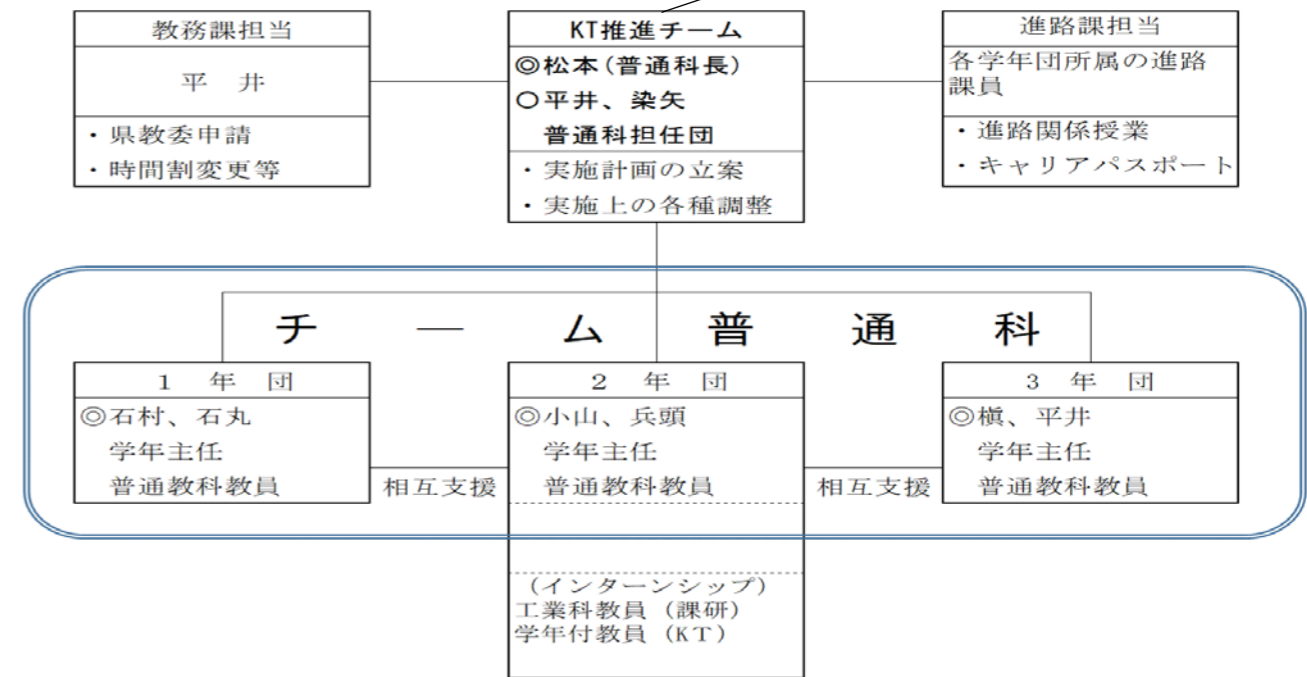 教務課担当
平　井
・県教委申請
・時間割変更等
KT推進チーム
◎松本(普通科長)
○平井、染矢
普通科担任団
・実施計画の立案
・実施上の各種調整
進路課担当
各学年団所属の進路
課員
・進路関係授業
・キャリアパスポート
チ　ー　ム　普　通　科
１　年　団
◎石村、石丸
学年主任
普通教科教員
相互支援
２　年　団
◎小山、兵頭
学年主任
普通教科教員
相互支援
３　年　団
◎槇、平井
学年主任
普通教科教員
(インターンシップ)
工業科教員（課研）
学年付教員（KT）